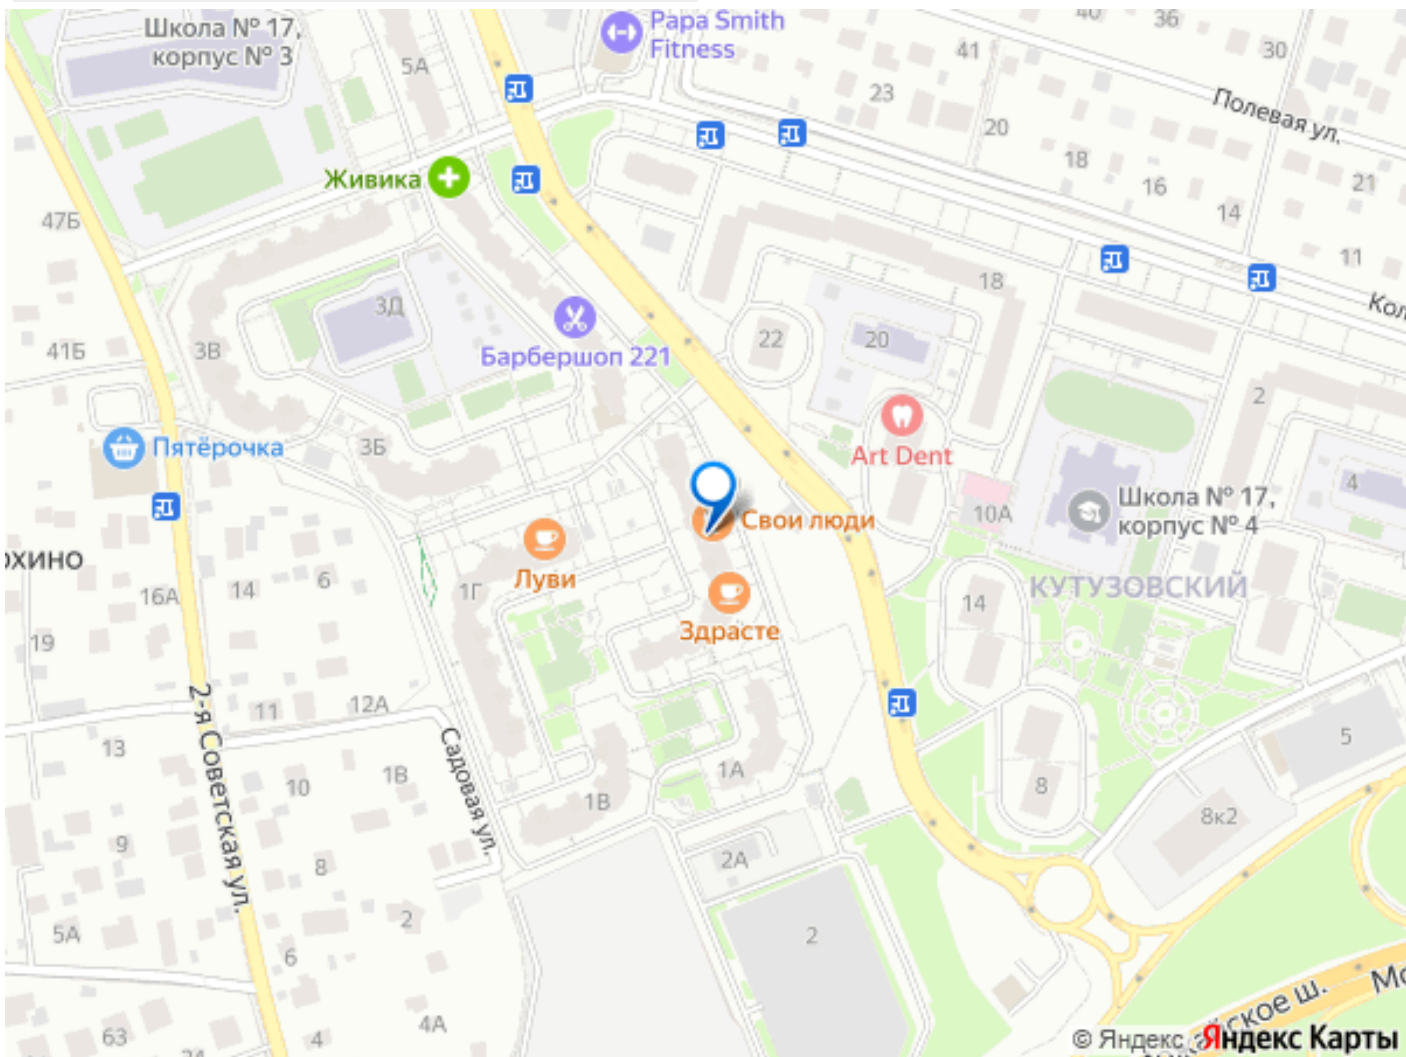 Школа № 17,
корпус № 3
5А
Papa Smith
Fitness
40
36
41
30
23
Полевая ул.
20
18
16
21
14
11
Живика
47Б
3Д
18
22
20
Кол
41Б
3В
Барбершоп 221
2
Пятёрочка
3Б
Art Dent
4
Школа № 17,
корпус № 4
10А
Свои люди
охино
Луви
6
14
1Г
16А
14
КУТУЗОВСКИЙ
19
Здрасте
2-я Советская ул.
11
12А
13
Садовая ул.
5
10
1В
1А
8
1В
8к2
9
8
2А
2
5А
2
6
Мо
айское ш.
4А
63
4
© Яндекс Яндекс Карты